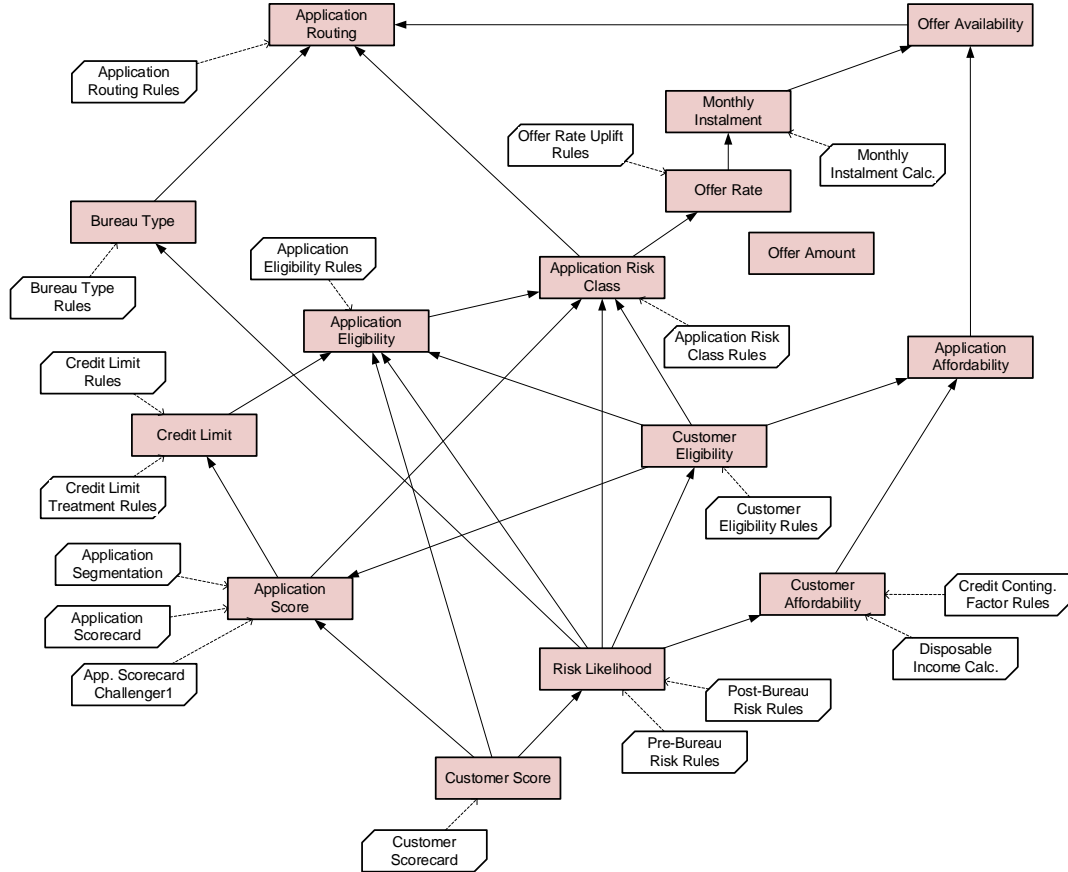 Application
Routing
Offer Availability
Application
Routing Rules
Monthly
Instalment
Offer Rate Uplift
Rules
Monthly
Instalment Calc.
Offer Rate
Bureau Type
Application
Eligibility Rules
Offer Amount
Bureau Type
Rules
Application Risk
Class
Application
Eligibility
Application Risk
Class Rules
Application
Affordability
Credit Limit
Rules
Credit Limit
Customer
Eligibility
Credit Limit
Treatment Rules
Customer
Eligibility Rules
Application
Segmentation
Application
Score
Customer
Affordability
Credit Conting.
Factor Rules
Application
Scorecard
App. Scorecard
Challenger1
Risk Likelihood
Disposable
Income Calc.
Post-Bureau
Risk Rules
Pre-Bureau
Risk Rules
Customer Score
Customer
Scorecard